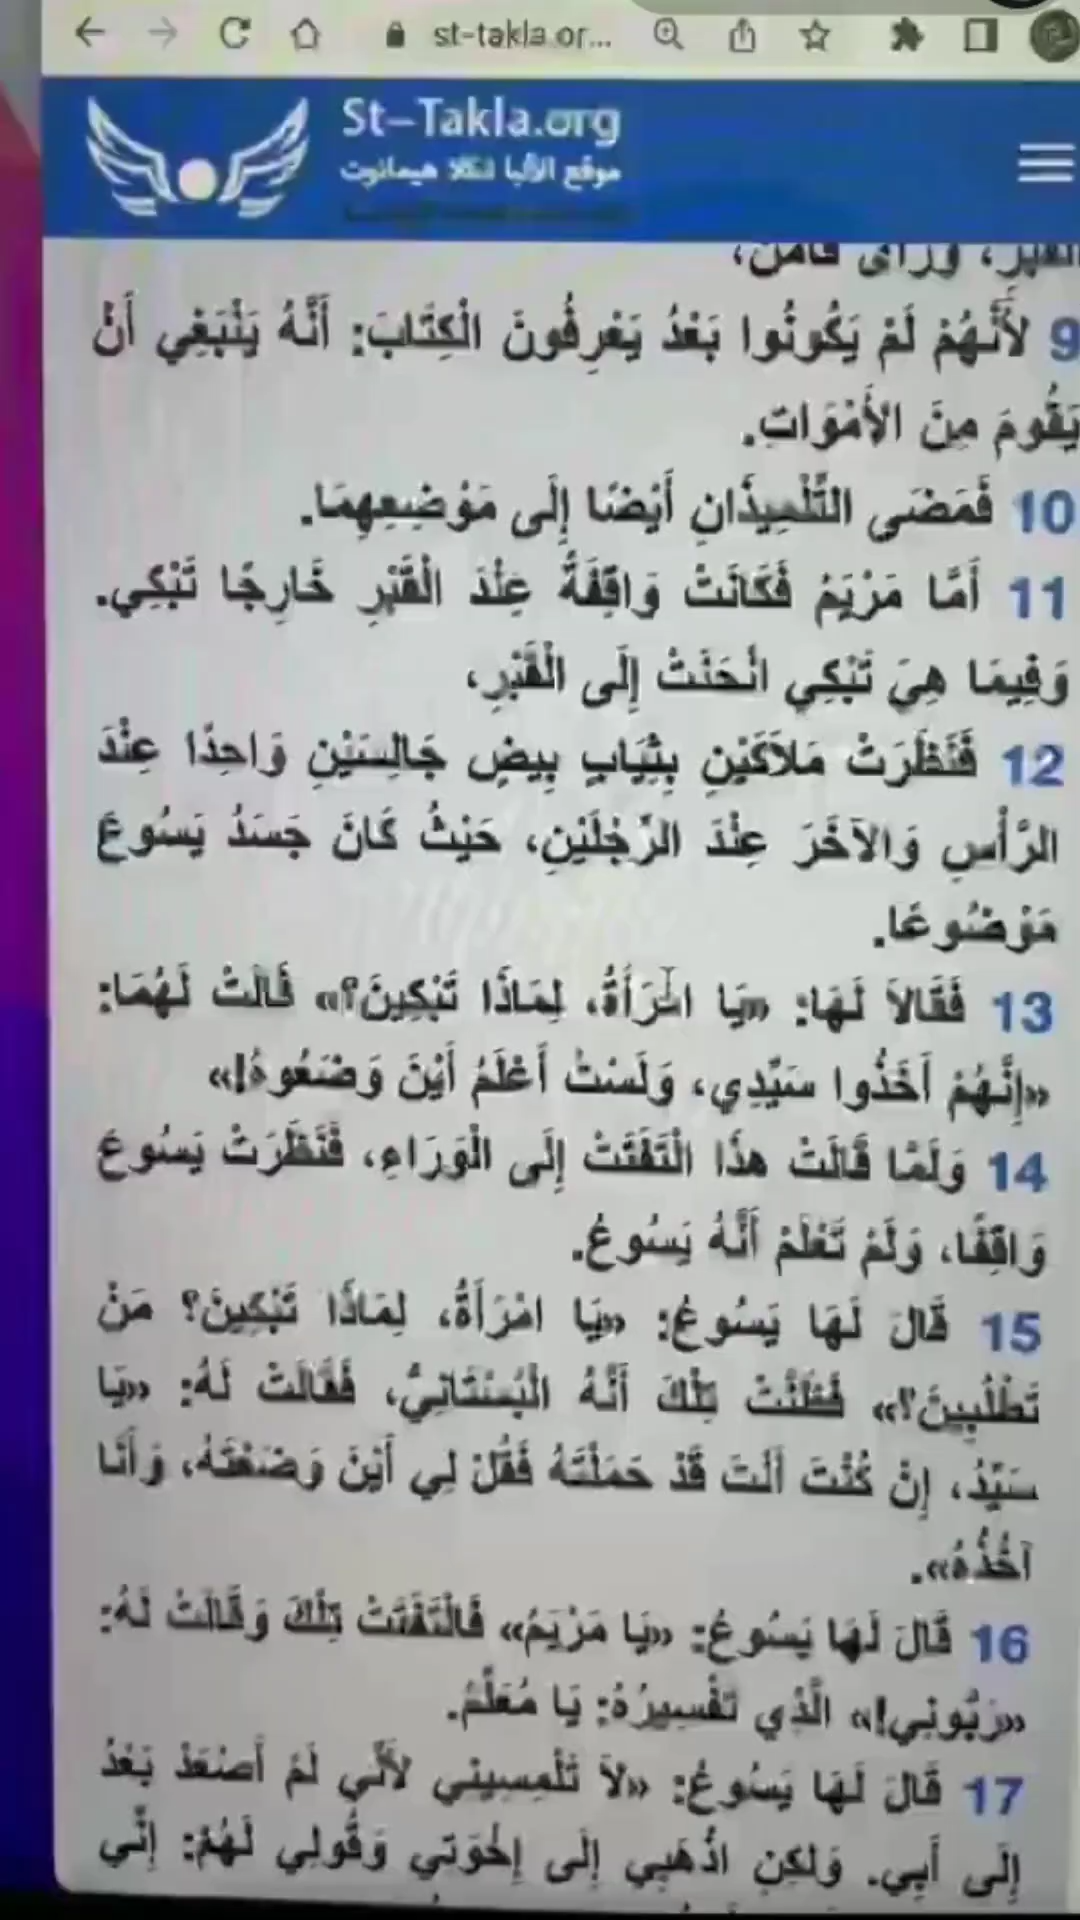 st-takla.or...
St-Takla.org
موقع الأنبا تكلا هيمانوت
القبر، ورأى فآمن،
9 لأَنَّهُمْ لَمْ يَكُونُوا بَعْدُ يَعْرِفُونَ الْكِتَابَ: أَنَّهُ يَنْبَغِي أَنْ
يَقُومَ مِنَ الأَمْوَاتِ.
10 فَمَضَى التِّلْمِيذَانِ أَيْضًا إِلَى مَوْضِعِهِمَا.
11 أَمَّا مَرْيَمُ فَكَانَتْ وَاقِفَةً عِنْدَ الْقَبْرِ خَارِجًا تَبْكِي.
وَفِيمَا هِيَ تَبْكِي انْحَنَتْ إِلَى الْقَبْرِ،
12 فَنَظَرَتْ مَلاَكَيْنِ بِثِيَابٍ بِيضٍ جَالِسَيْنِ وَاحِدًا عِنْدَ
الرَّأْسِ وَالآخَرَ عِنْدَ الرِّجْلَيْنِ، حَيْثُ كَانَ جَسَدُ يَسُوعَ
مَوْضُوعًا.
13 فَقَالاَ لَهَا: «يَا امْرَأَةُ، لِمَاذَا تَبْكِينَ؟» قَالَتْ لَهُمَا:
«إِنَّهُمْ أَخَذُوا سَيِّدِي، وَلَسْتُ أَعْلَمُ أَيْنَ وَضَعُوهُ!»
14 وَلَمَّا قَالَتْ هذَا الْتَفَتَتْ إِلَى الْوَرَاءِ، فَنَظَرَتْ يَسُوعَ
وَاقِفًا، وَلَمْ تَعْلَمْ أَنَّهُ يَسُوعُ.
15 قَالَ لَهَا يَسُوعُ: «يَا امْرَأَةُ، لِمَاذَا تَبْكِينَ؟ مَنْ
تَطْلُبِينَ؟» فَظَنَّتْ تِلْكَ أَنَّهُ الْبُسْتَانِيُّ، فَقَالَتْ لَهُ: «يَا
سَيِّدُ، إِنْ كُنْتَ أَنْتَ قَدْ حَمَلْتَهُ فَقُلْ لِي أَيْنَ وَضَعْتَهُ، وَأَنَا
آخُذُهُ».
16 قَالَ لَهَا يَسُوعُ: «يَا مَرْيَمُ» فَالْتَفَتَتْ تِلْكَ وَقَالَتْ لَهُ:
«رَبُّونِي!» الَّذِي تَفْسِيرُهُ: يَا مُعَلِّمُ.
17 قَالَ لَهَا يَسُوعُ: «لاَ تَلْمِسِينِي لأَنِّي لَمْ أَصْعَدْ بَعْدُ
إِلَى أَبِي. وَلكِنِ اذْهَبِي إِلَى إِخْوَتِي وَقُولِي لَهُمْ: إِنِّي